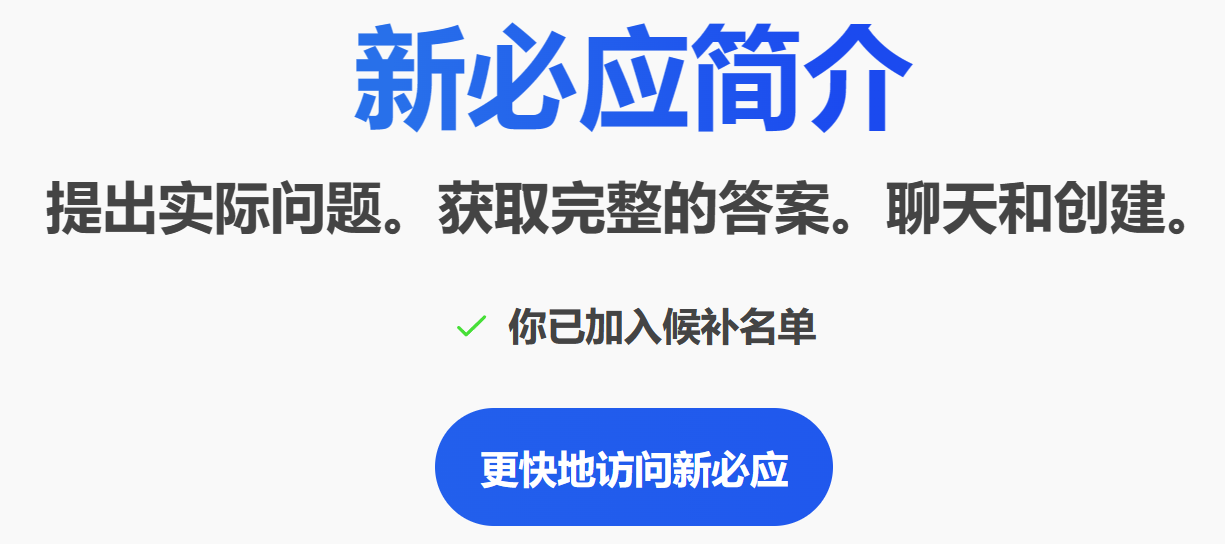 新必应简介
提出实际问题。获取完整的答案。聊天和创建。
你已加入候补名单
更快地访问新必应